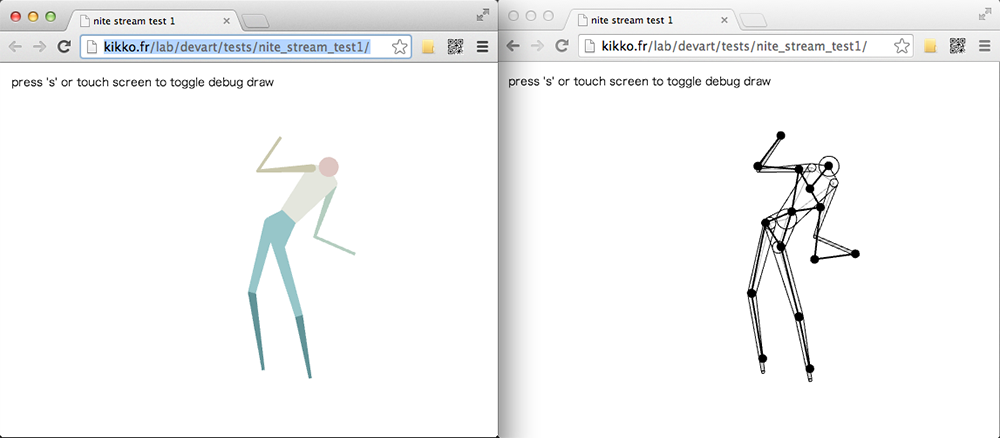 nite stream test 1
kikko.fr/lab/devart/tests/nite_stream_test1/
press 's' or touch screen to toggle debug draw
nite stream test 1
kikko.fr/lab/devart/tests/nite_stream_test1/
press 's' or touch screen to toggle debug draw